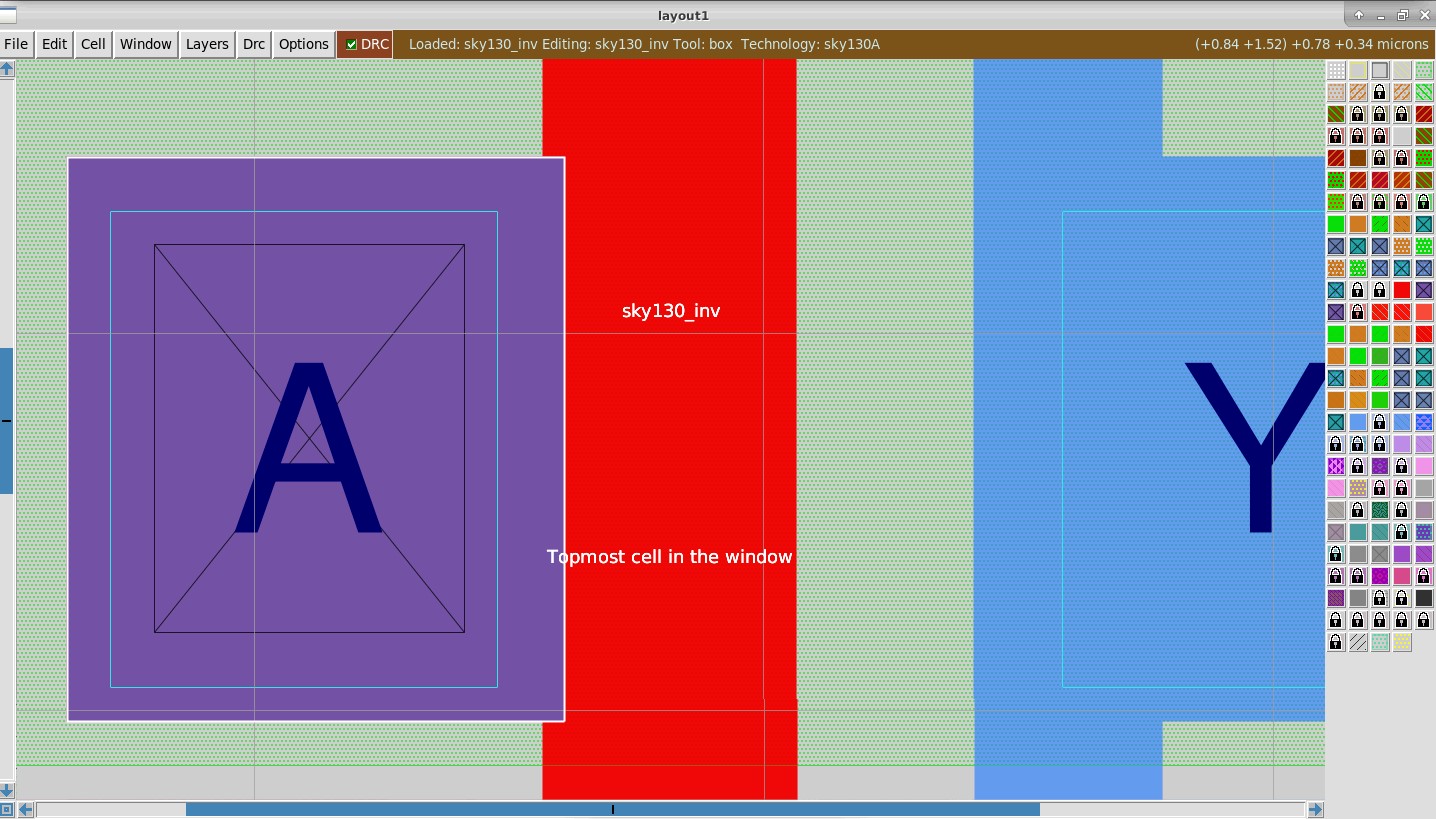 layout1
File Edit Cell Window Layers Drc Options DRC Loaded: sky130_inv Editing: sky130_inv Tool: box Technology: sky130A (+0.84 +1.52) +0.78 +0.34 microns
sky130_inv
A Y
Topmost cell in the window